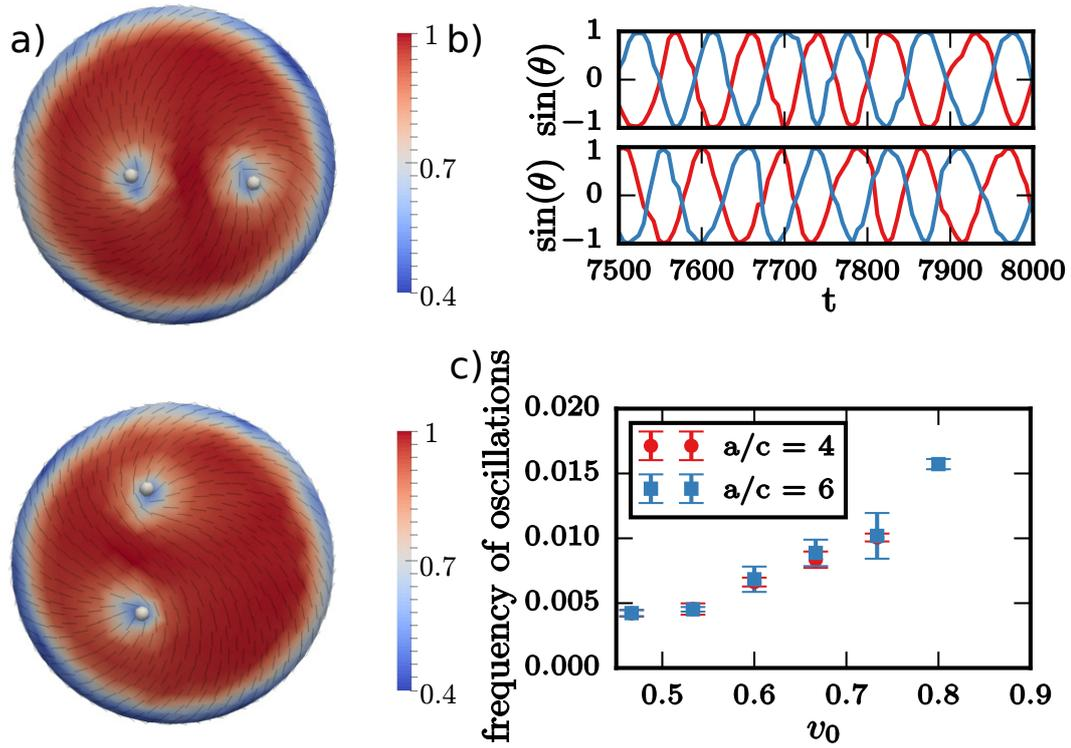 a)
1
0.7
0.4
1
0.7
0.4
b)
sin(θ)
1
0
−1
sin(θ)
1
0
−1
7500 7600 7700 7800 7900 8000
t
c)
frequency of oscillations
0.020
0.015
0.010
0.005
0.000
a/c = 4
a/c = 6
0.5 0.6 0.7 0.8 0.9
v₀